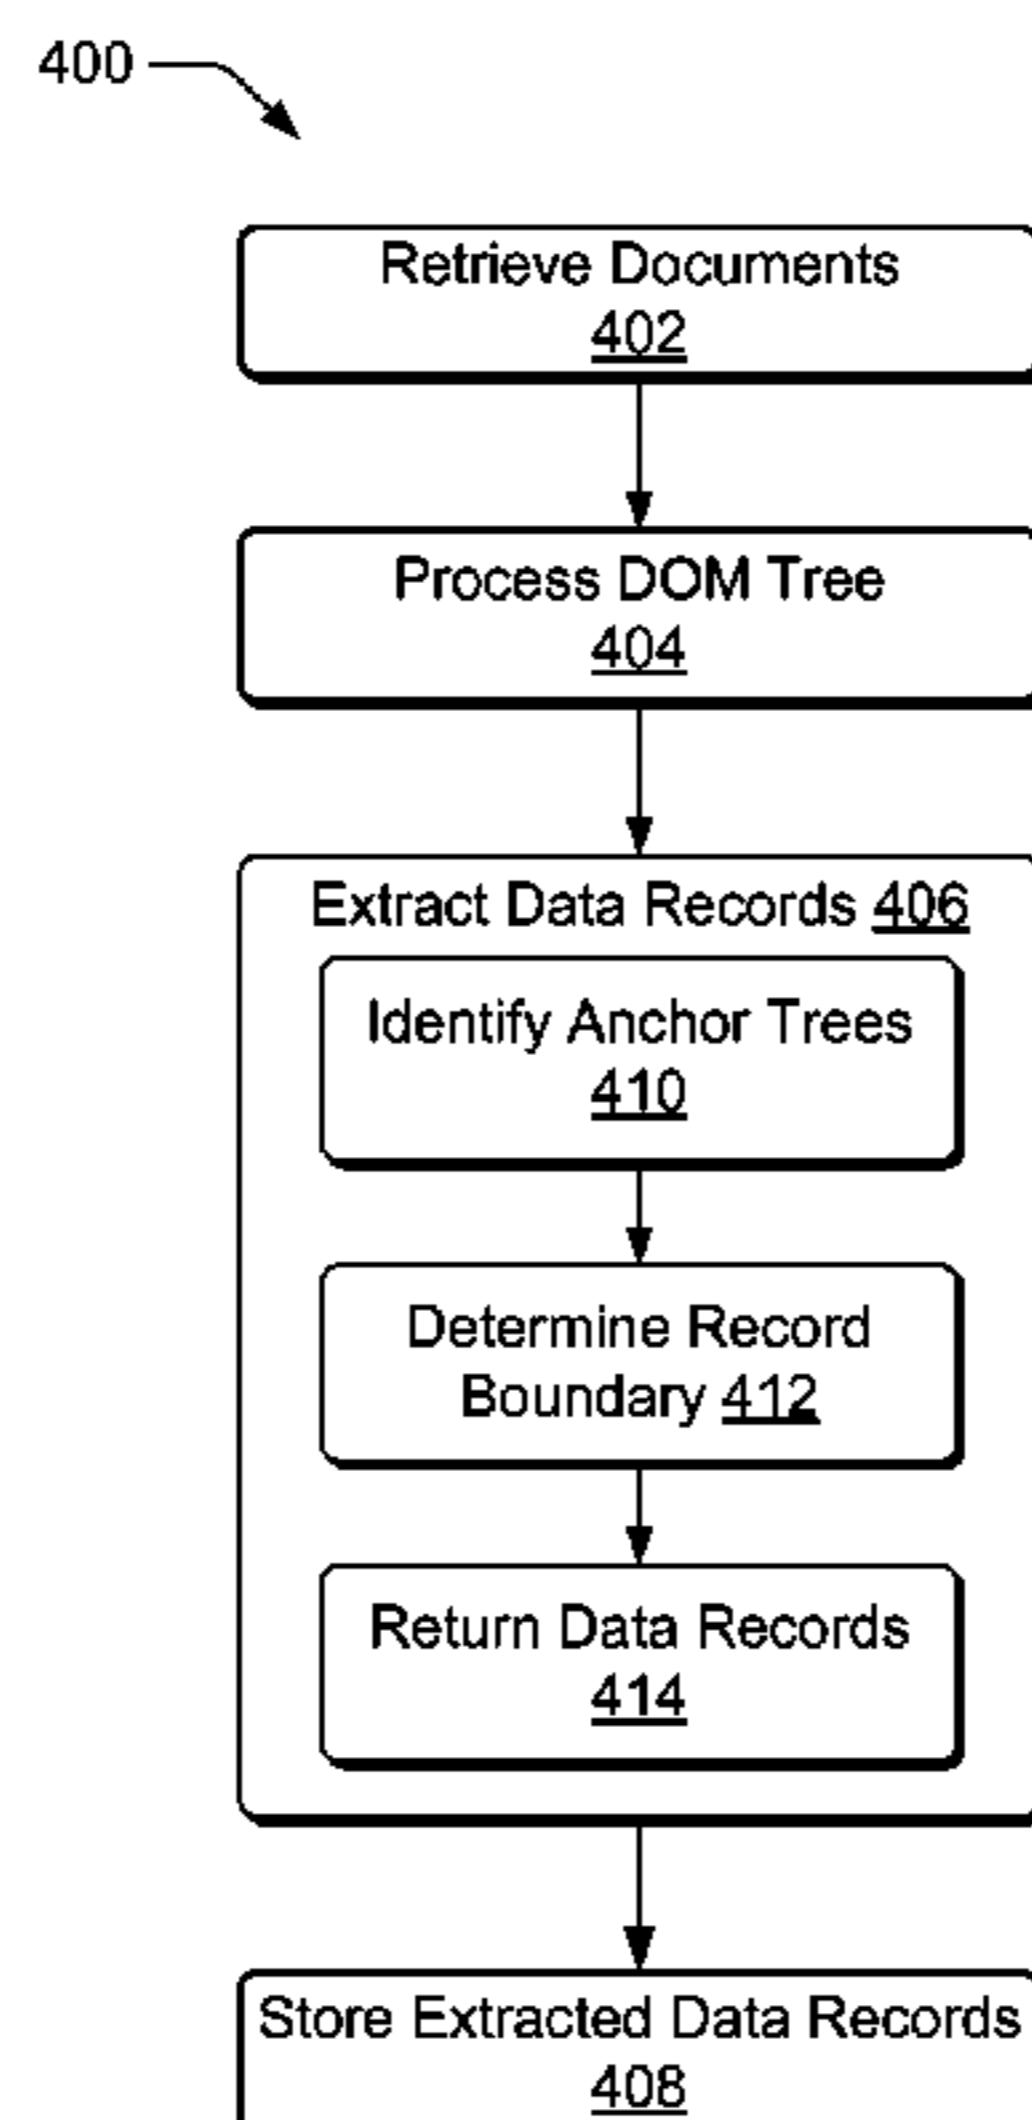 400
Retrieve Documents
402
Process DOM Tree
404
Extract Data Records 406
Identify Anchor Trees
410
Determine Record
Boundary 412
Return Data Records
414
Store Extracted Data Records
408